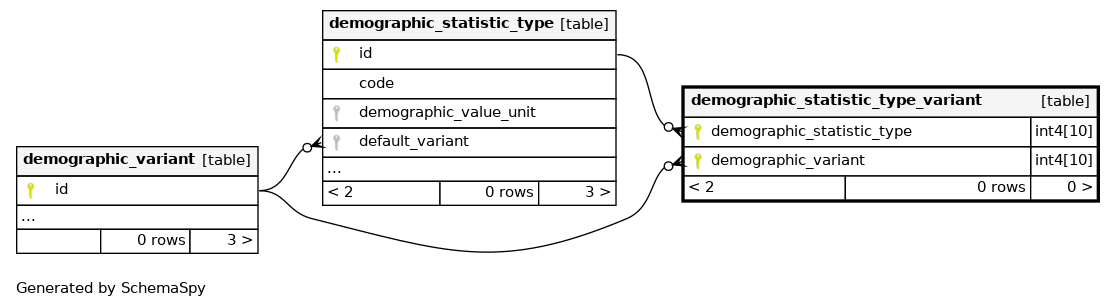 demographic_statistic_type [table]
id
code
demographic_value_unit
default_variant
...
< 2 0 rows 3 >
demographic_statistic_type_variant [table]
demographic_statistic_type int4[10]
demographic_variant int4[10]
< 2 0 rows 0 >
demographic_variant [table]
id
...
0 rows 3 >
Generated by SchemaSpy